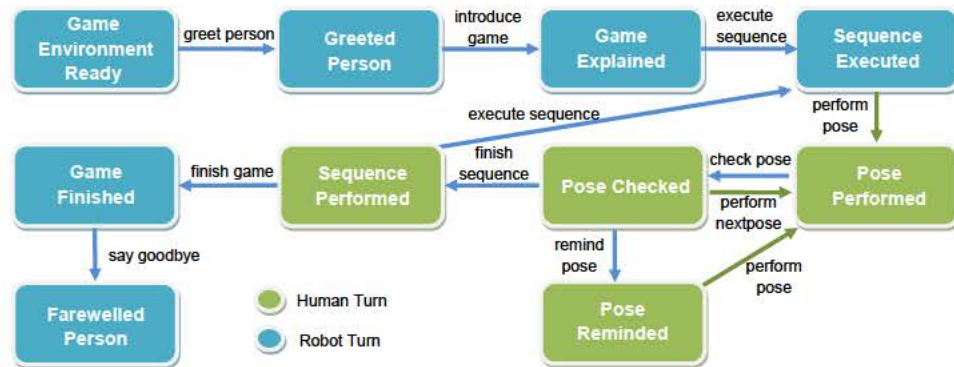 Game
Environment
Ready
greet person
Greeted
Person
introduce
game
Game
Explained
execute
sequence
Sequence
Executed
execute sequence
perform
pose
Game
Finished
finish game
Sequence
Performed
finish
sequence
Pose Checked
check pose
perform
nextpose
Pose
Performed
say goodbye
remind
pose
perform
pose
Farewelled
Person
Human Turn
Robot Turn
Pose
Reminded